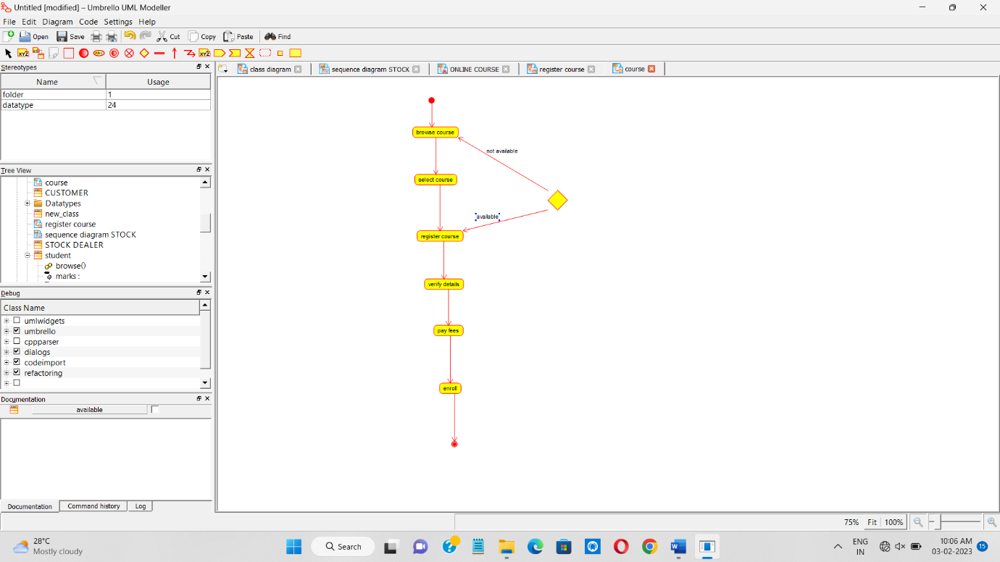 Untitled [modified] – Umbrello UML Modeller
File Edit Diagram Code Settings Help
Open Save Cut Copy Paste Find
XYZ ABC XYZ
Stereotypes
Name Usage
folder 1
datatype 24
Tree View
course
CUSTOMER
Datatypes
new_class
register course
sequence diagram STOCK
STOCK DEALER
student
browse()
marks :
Debug
Class Name
umlwidgets
umbrello
cppparser
dialogs
codeimport
refactoring
Documentation
available
Documentation Command history Log
class diagram sequence diagram STOCK ONLINE COURSE register course course
browse course
not available
select course
available
register course
verify details
pay fees
enroll
75% Fit 100%
28°C
Mostly cloudy
Search
ENG
IN
10:06 AM
03-02-2023
15